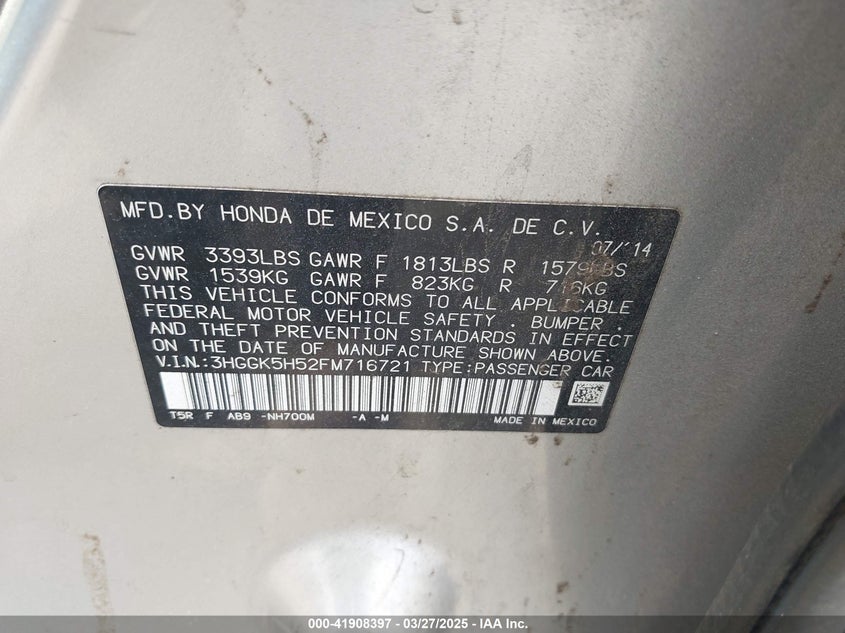 MFD.BY HONDA DE MEXICO S.A. DE C.V.
07/'14
GVWR 3393LBS GAWR F 1813LBS R 1579LBS
GVWR 1539KG GAWR F 823KG R 716KG
THIS VEHICLE CONFORMS TO ALL APPLICABLE
FEDERAL MOTOR VEHICLE SAFETY . BUMPER .
AND THEFT PREVENTION STANDARDS IN EFFECT
ON THE DATE OF MANUFACTURE SHOWN ABOVE.
V.I.N.:3HGGK5H52FM716721 TYPE:PASSENGER CAR
T5R F AB9 -NH700M -A -M MADE IN MEXICO
000-41908397 - 03/27/2025 - IAA, Inc.